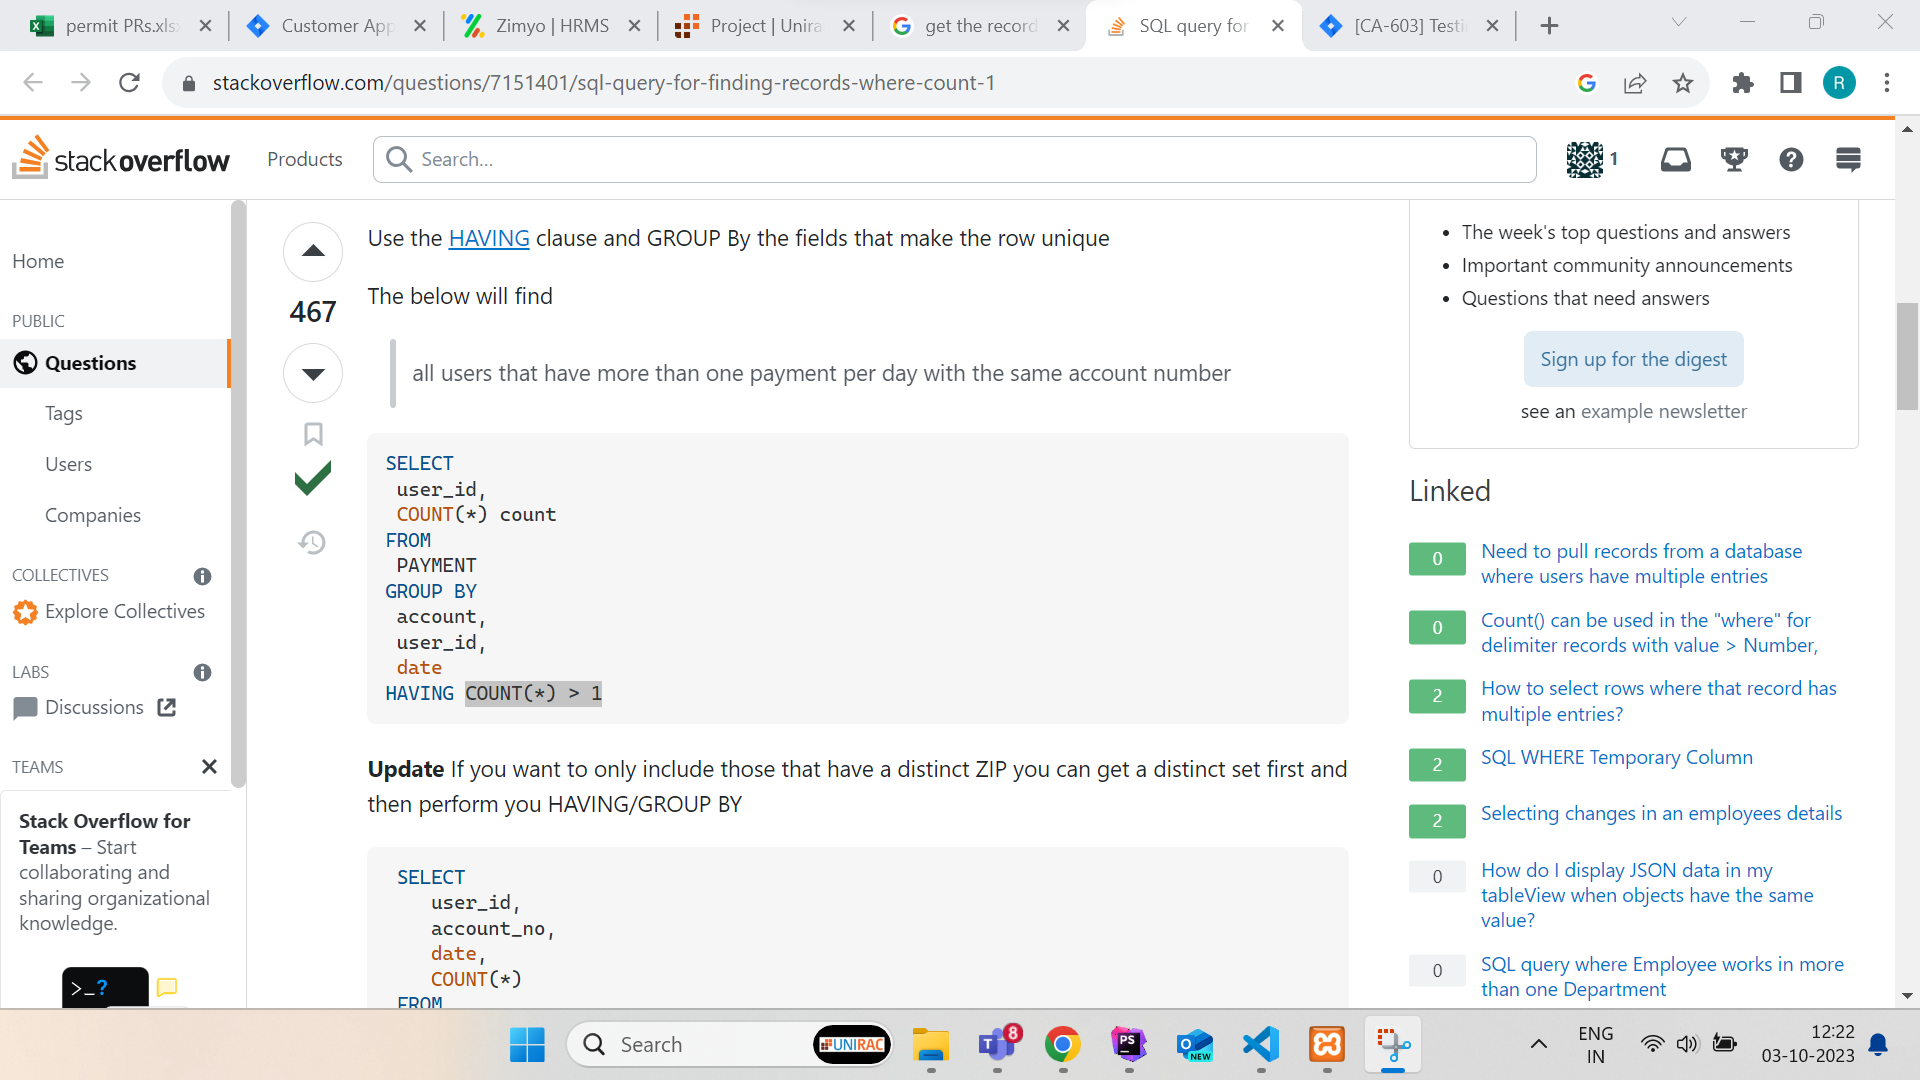 permit PRs.xls
Customer App
Zimyo | HRMS
Project | Unira
get the record
SQL query for
[CA-603] Testi
stackoverflow.com/questions/7151401/sql-query-for-finding-records-where-count-1
R
stackoverflow
Products
Search...
1
Home
PUBLIC
Questions
Tags
Users
Companies
COLLECTIVES
Explore Collectives
LABS
Discussions
TEAMS
Stack Overflow for
Teams – Start
collaborating and
sharing organizational
knowledge.
>_?
467
Use the HAVING clause and GROUP By the fields that make the row unique
The below will find
all users that have more than one payment per day with the same account number
SELECT
user_id,
COUNT(*) count
FROM
PAYMENT
GROUP BY
account,
user_id,
date
HAVING COUNT(*) > 1
Update If you want to only include those that have a distinct ZIP you can get a distinct set first and
then perform you HAVING/GROUP BY
SELECT
user_id,
account_no,
date,
COUNT(*)
FROM
The week's top questions and answers
Important community announcements
Questions that need answers
Sign up for the digest
see an example newsletter
Linked
0 Need to pull records from a database
where users have multiple entries
0 Count() can be used in the "where" for
delimiter records with value > Number,
2 How to select rows where that record has
multiple entries?
2 SQL WHERE Temporary Column
2 Selecting changes in an employees details
0 How do I display JSON data in my
tableView when objects have the same
value?
0 SQL query where Employee works in more
than one Department
Search
UNIRAC
8
PS
NEW
ENG
IN
12:22
03-10-2023